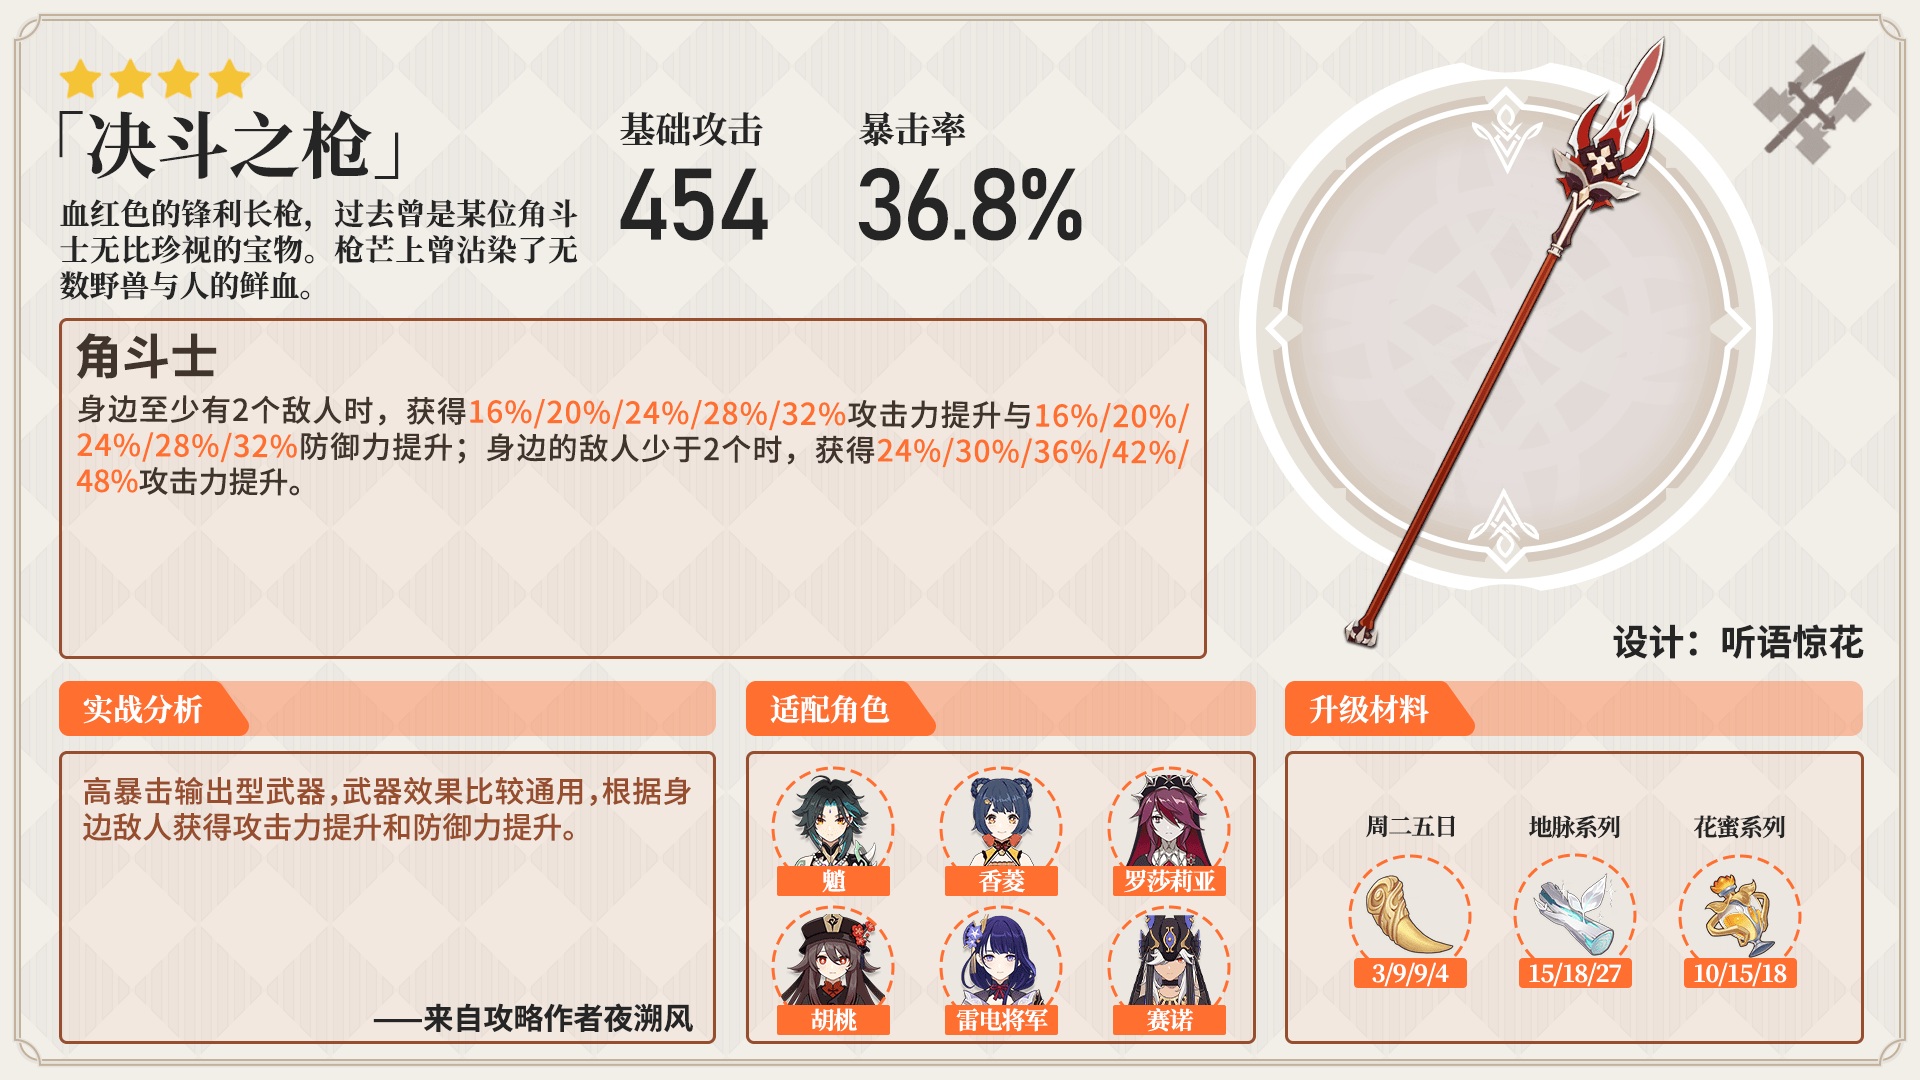 「决斗之枪」
血红色的锋利长枪，过去曾是某位角斗
士无比珍视的宝物。枪芒上曾沾染了无
数野兽与人的鲜血。
基础攻击
454
暴击率
36.8%
角斗士
身边至少有2个敌人时，获得16%/20%/24%/28%/32%攻击力提升与16%/20%/
24%/28%/32%防御力提升；身边的敌人少于2个时，获得24%/30%/36%/42%/
48%攻击力提升。
设计：听语惊花
实战分析
高暴击输出型武器,武器效果比较通用,根据身
边敌人获得攻击力提升和防御力提升。
——来自攻略作者夜溯风
适配角色
魈
香菱
罗莎莉亚
胡桃
雷电将军
赛诺
升级材料
周二五日
地脉系列
花蜜系列
3/9/9/4
15/18/27
10/15/18